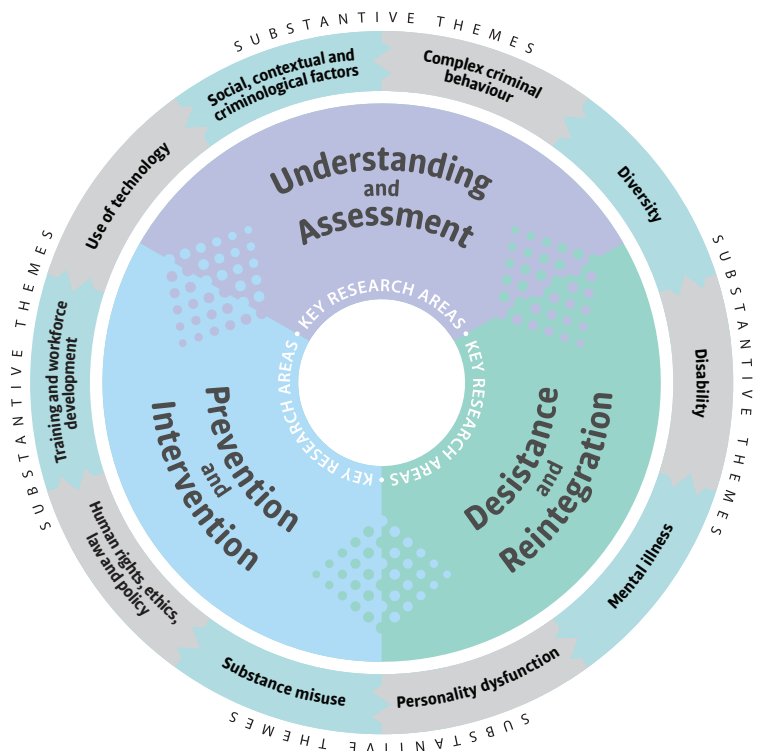 SUBSTANTIVE THEMES
Social, contextual and
criminological factors
Complex criminal
behaviour
Diversity
SUBSTANTIVE THEMES
Disability
Mental illness
Personality dysfunction
SUBSTANTIVE THEMES
Substance misuse
Human rights, ethics,
law and policy
Training and workforce
development
SUBSTANTIVE THEMES
Use of technology
Understanding
and
Assessment
Desistance
and
Reintegration
Prevention
and
Intervention
• KEY RESEARCH AREAS • KEY RESEARCH AREAS • KEY RESEARCH AREAS